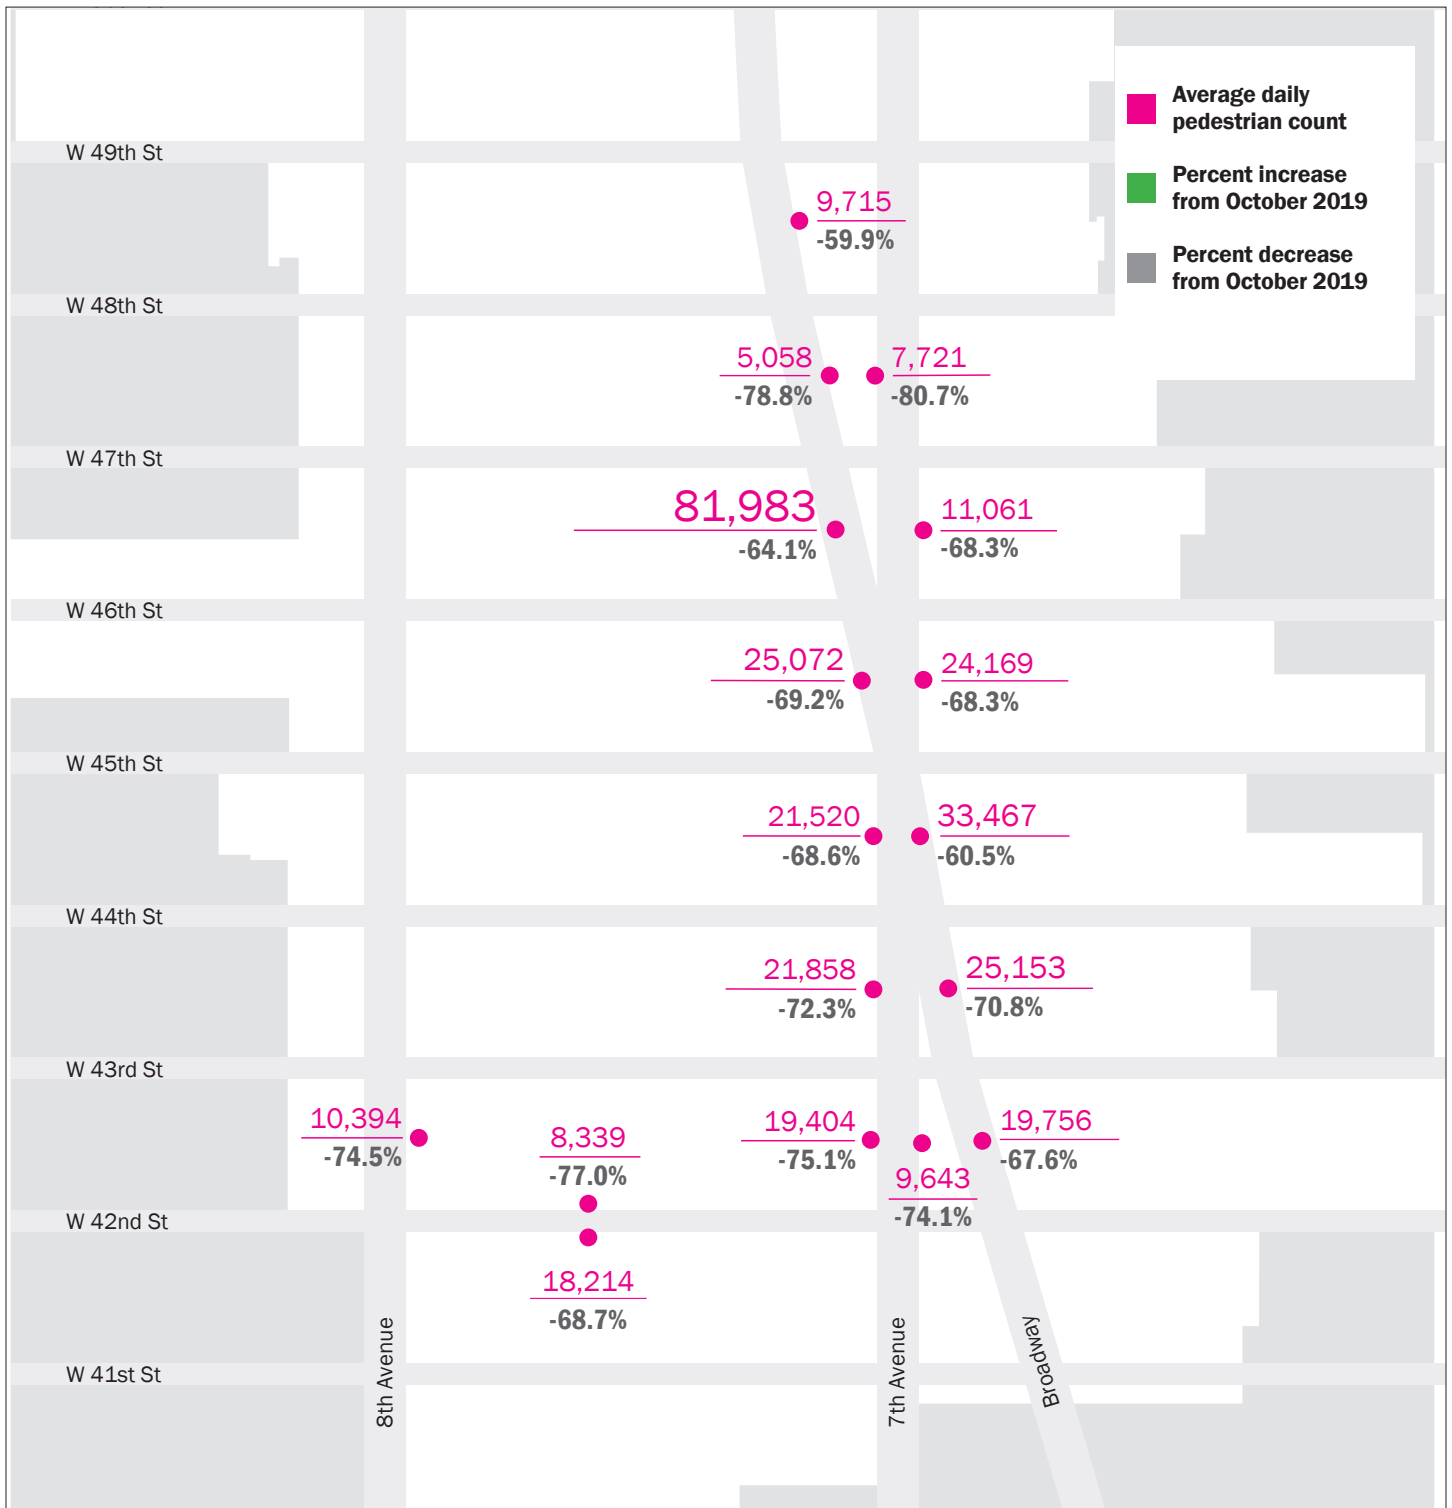 Average daily
pedestrian count
Percent increase
from October 2019
Percent decrease
from October 2019
W 49th St
9,715
-59.9%
W 48th St
5,058
-78.8%
7,721
-80.7%
W 47th St
81,983
-64.1%
11,061
-68.3%
W 46th St
25,072
-69.2%
24,169
-68.3%
W 45th St
21,520
-68.6%
33,467
-60.5%
W 44th St
21,858
-72.3%
25,153
-70.8%
W 43rd St
10,394
-74.5%
8,339
-77.0%
19,404
-75.1%
9,643
-74.1%
19,756
-67.6%
W 42nd St
18,214
-68.7%
W 41st St
8th Avenue
7th Avenue
Broadway